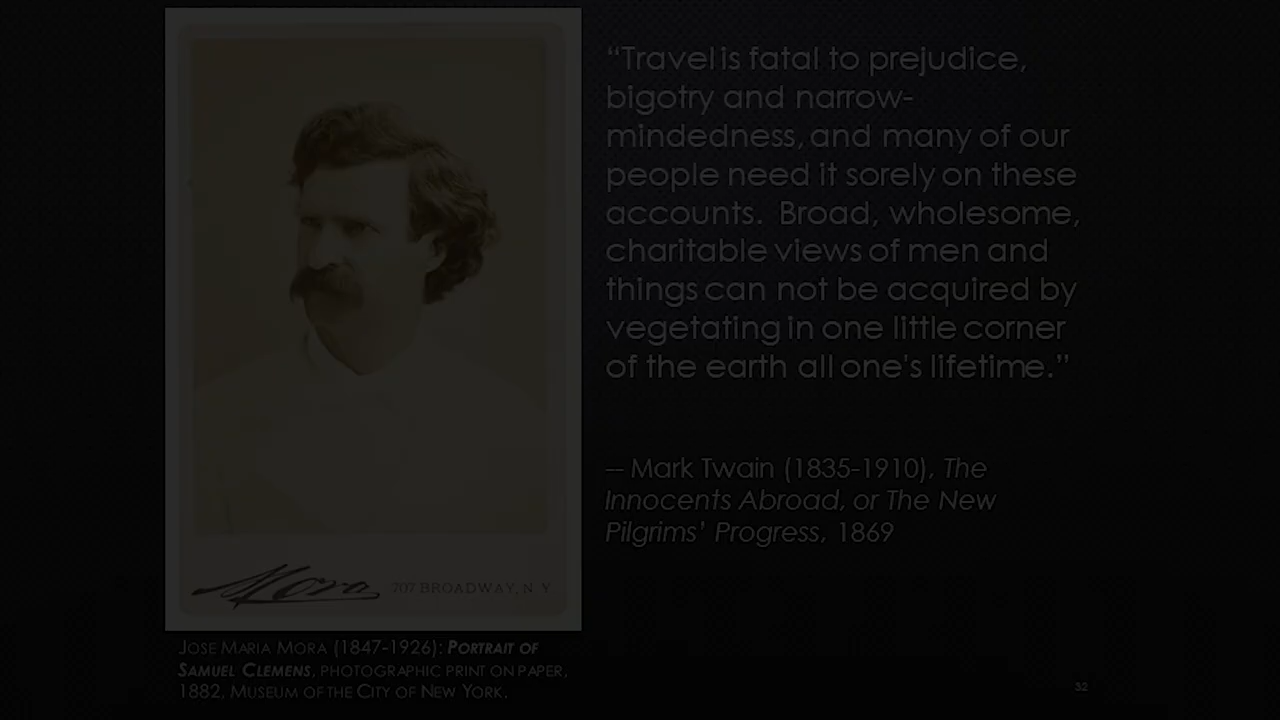 “Travel is fatal to prejudice,
bigotry and narrow-
mindedness, and many of our
people need it sorely on these
accounts. Broad, wholesome,
charitable views of men and
things can not be acquired by
vegetating in one little corner
of the earth all one's lifetime.”
-- Mark Twain (1835-1910), The
Innocents Abroad, or The New
Pilgrims’ Progress, 1869
Mora 707 BROADWAY, N Y
JOSE MARIA MORA (1847-1926): PORTRAIT OF
SAMUEL CLEMENS, PHOTOGRAPHIC PRINT ON PAPER,
1882, MUSEUM OF THE CITY OF NEW YORK.
32